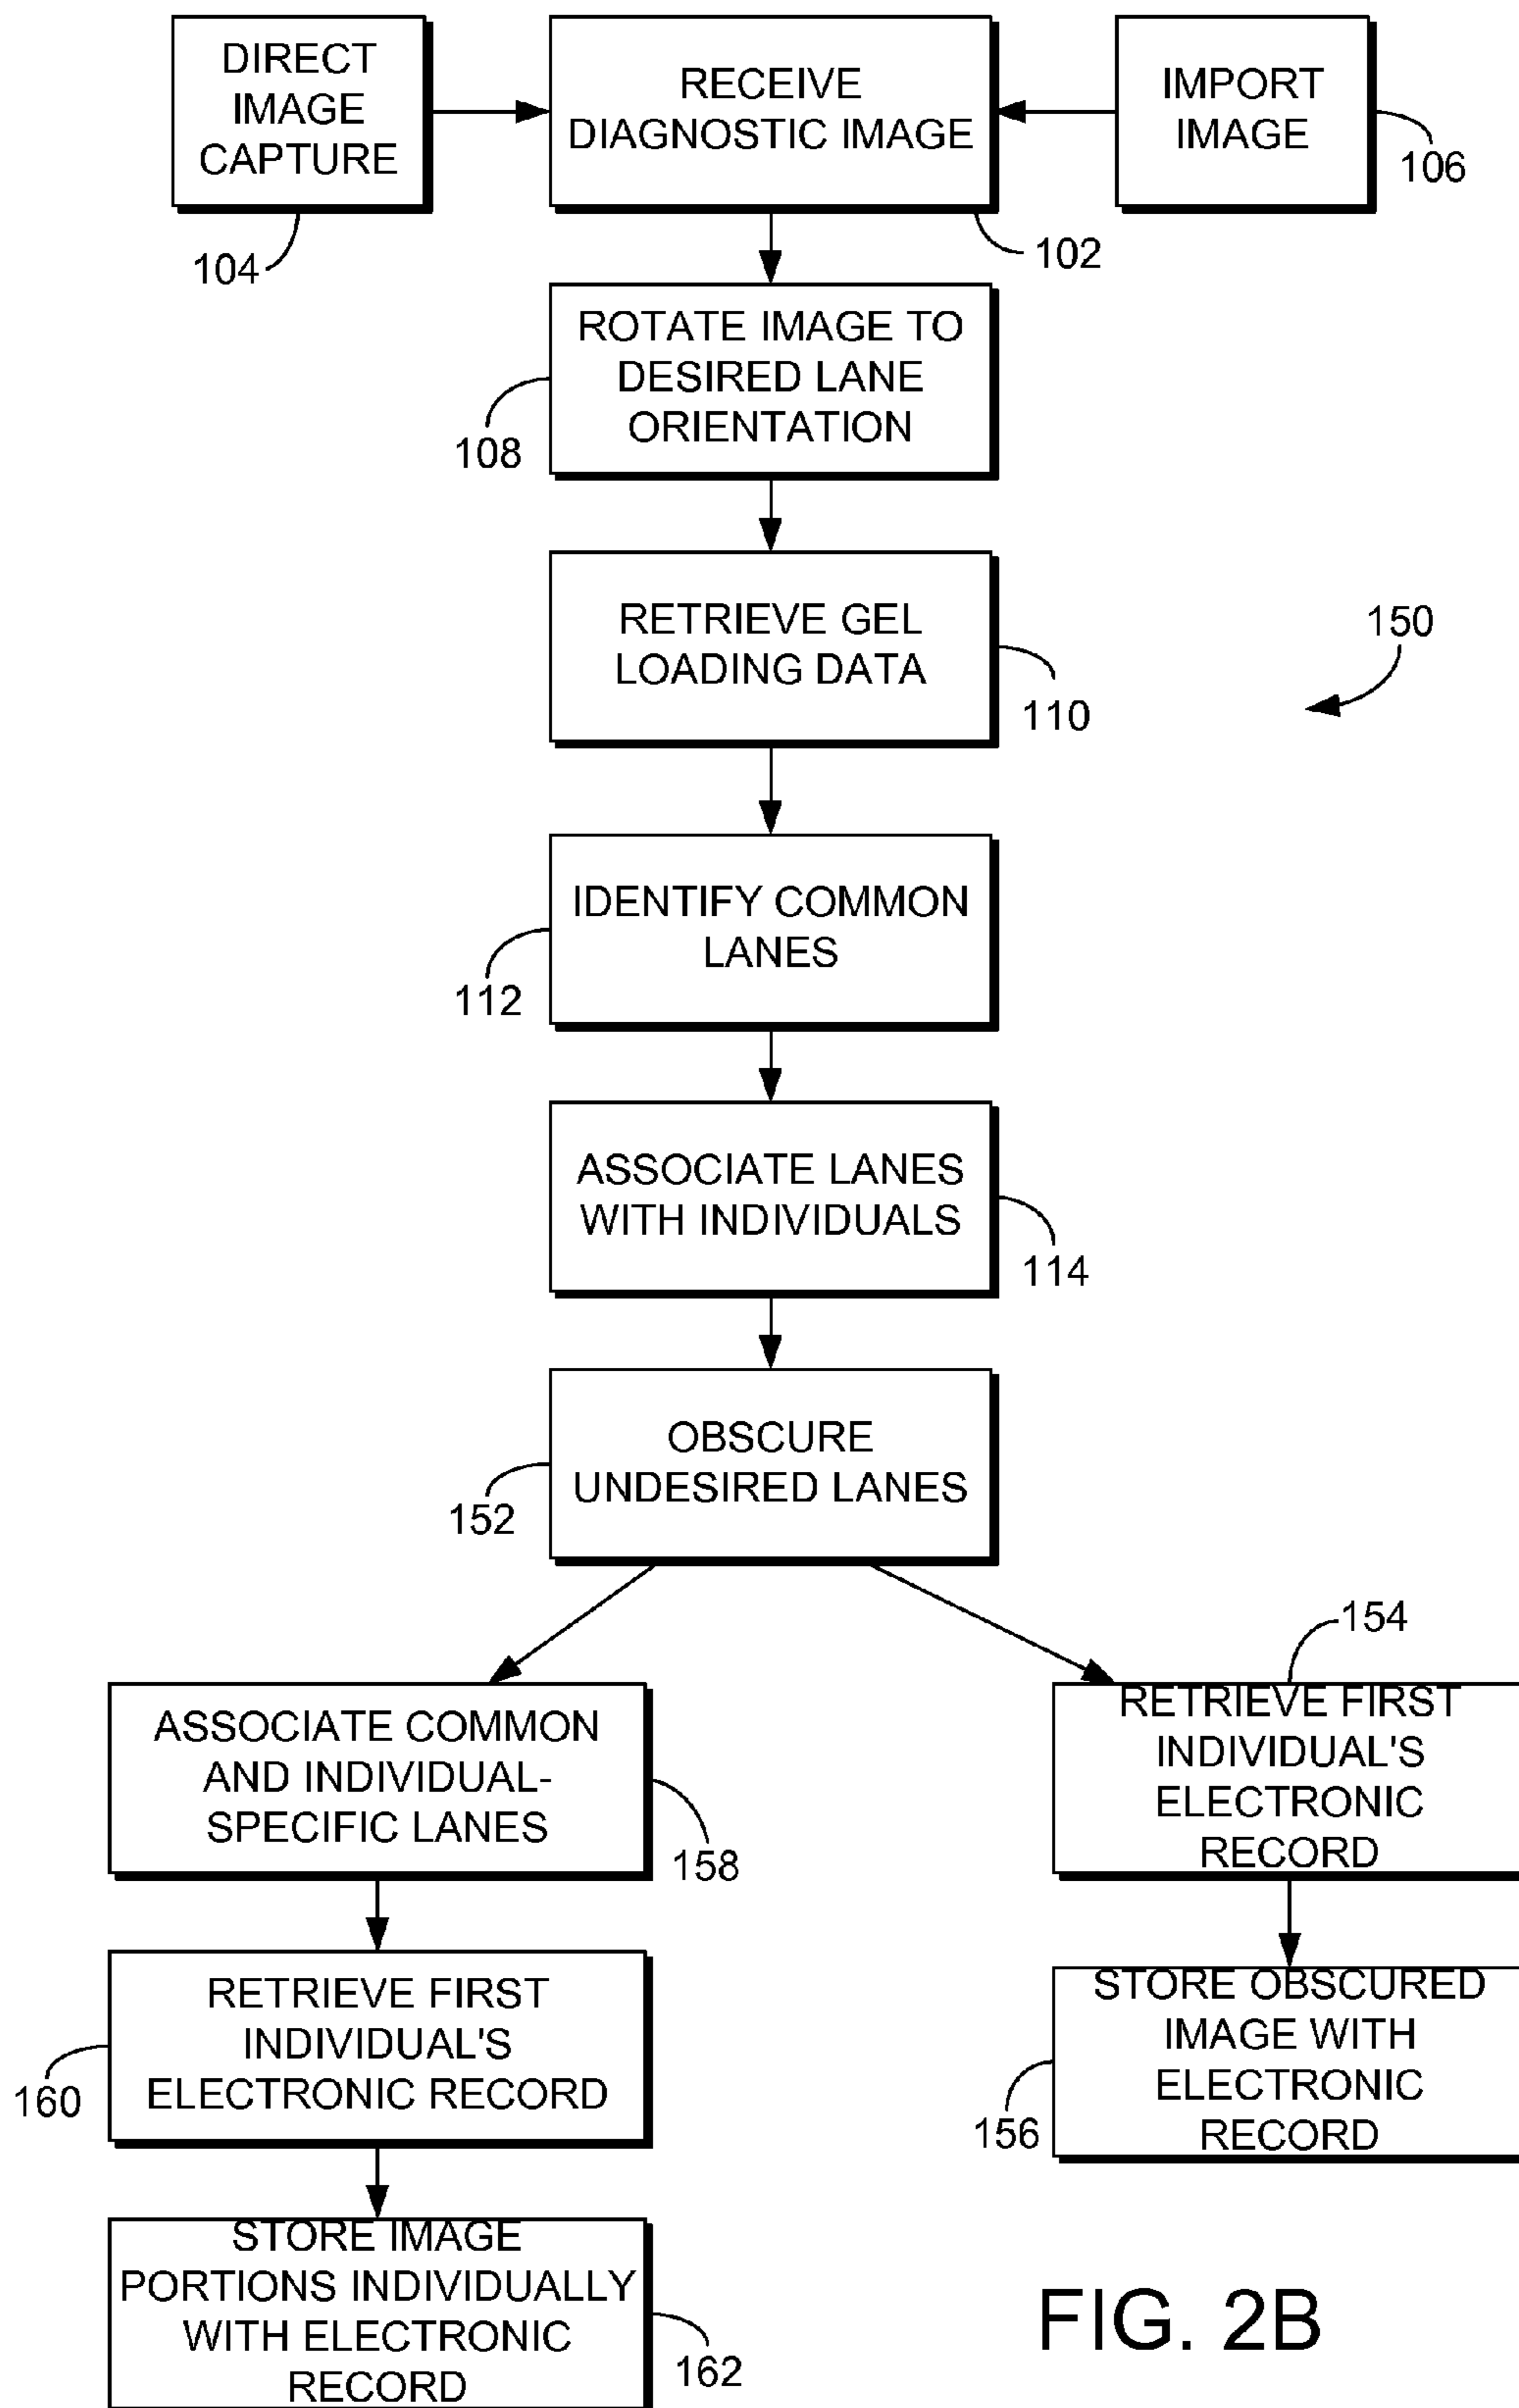 DIRECT
IMAGE
CAPTURE
104
RECEIVE
DIAGNOSTIC IMAGE
102
IMPORT
IMAGE
106
ROTATE IMAGE TO
DESIRED LANE
ORIENTATION
108
RETRIEVE GEL
LOADING DATA
110
150
IDENTIFY COMMON
LANES
112
ASSOCIATE LANES
WITH INDIVIDUALS
114
OBSCURE
UNDESIRED LANES
152
ASSOCIATE COMMON
AND INDIVIDUAL-
SPECIFIC LANES
158
RETRIEVE FIRST
INDIVIDUAL'S
ELECTRONIC RECORD
160
STORE IMAGE
PORTIONS INDIVIDUALLY
WITH ELECTRONIC
RECORD
162
154
RETRIEVE FIRST
INDIVIDUAL'S
ELECTRONIC
RECORD
STORE OBSCURED
IMAGE WITH
ELECTRONIC
RECORD
156
FIG. 2B